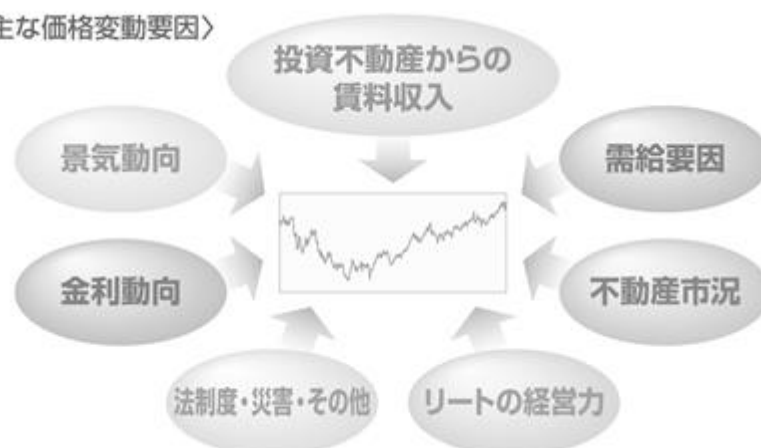 主な価格変動要因〉
投資不動産からの
賃料収入
景気動向
需給要因
金利動向
不動産市況
法制度・災害・その他
リートの経営力